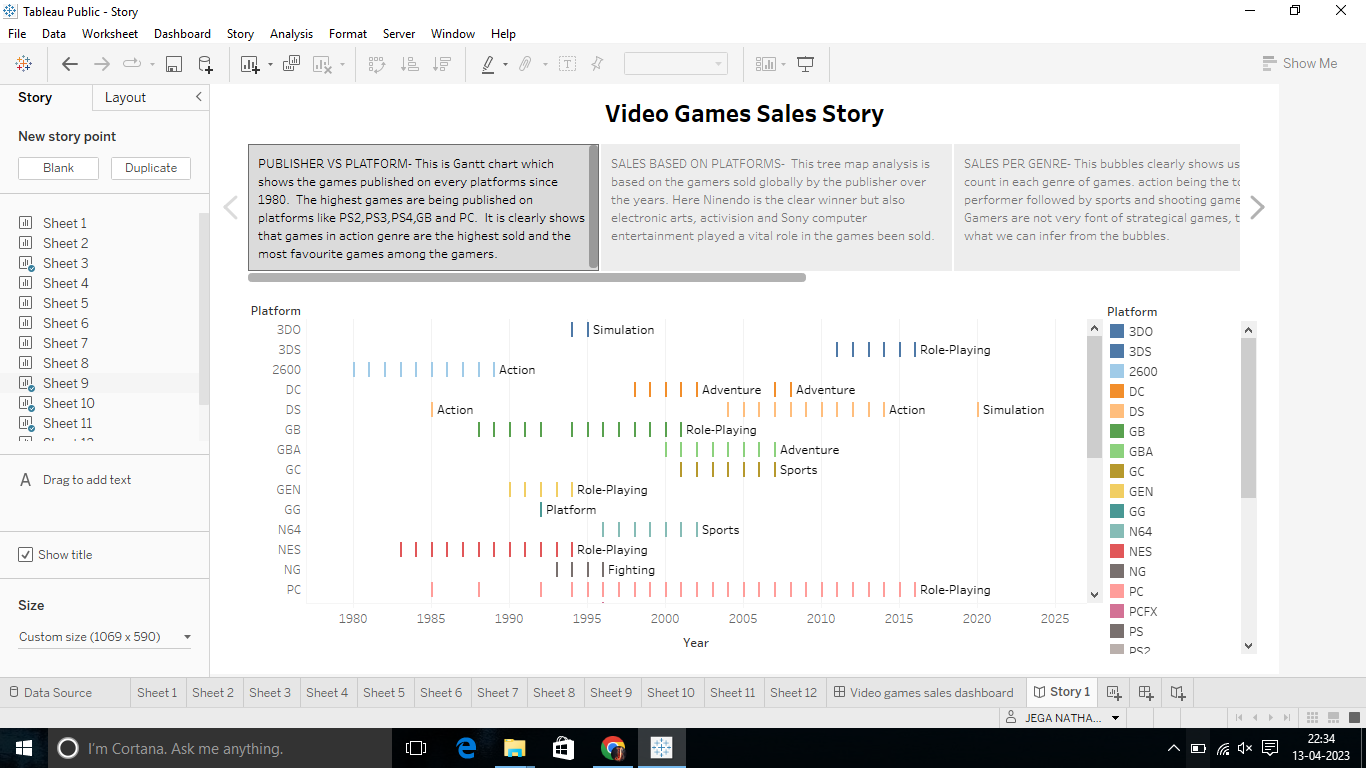 Tableau Public - Story
File Data Worksheet Dashboard Story Analysis Format Server Window Help
Show Me
Story Layout
New story point
Blank Duplicate
Sheet 1
Sheet 2
Sheet 3
Sheet 4
Sheet 5
Sheet 6
Sheet 7
Sheet 8
Sheet 9
Sheet 10
Sheet 11
A Drag to add text
Show title
Size
Custom size (1069 x 590)
Video Games Sales Story
PUBLISHER VS PLATFORM- This is Gantt chart which
shows the games published on every platforms since
1980. The highest games are being published on
platforms like PS2,PS3,PS4,GB and PC. It is clearly shows
that games in action genre are the highest sold and the
most favourite games among the gamers.
SALES BASED ON PLATFORMS- This tree map analysis is
based on the gamers sold globally by the publisher over
the years. Here Ninendo is the clear winner but also
electronic arts, activision and Sony computer
entertainment played a vital role in the games been sold.
SALES PER GENRE- This bubbles clearly shows us
count in each genre of games. action being the to
performer followed by sports and shooting game
Gamers are not very font of strategical games, t
what we can infer from the bubbles.
Platform
3DO Simulation
3DS Role-Playing
2600 Action
DC Adventure Adventure
DS Action Action Simulation
GB Role-Playing
GBA Adventure
GC Sports
GEN Role-Playing
GG Platform
N64 Sports
NES Role-Playing
NG Fighting
PC Role-Playing
1980 1985 1990 1995 2000 2005 2010 2015 2020 2025
Year
Platform
3DO
3DS
2600
DC
DS
GB
GBA
GC
GEN
GG
N64
NES
NG
PC
PCFX
PS
PS2
Data Source Sheet 1 Sheet 2 Sheet 3 Sheet 4 Sheet 5 Sheet 6 Sheet 7 Sheet 8 Sheet 9 Sheet 10 Sheet 11 Sheet 12 Video games sales dashboard Story 1
JEGA NATHA...
I'm Cortana. Ask me anything.
22:34
13-04-2023